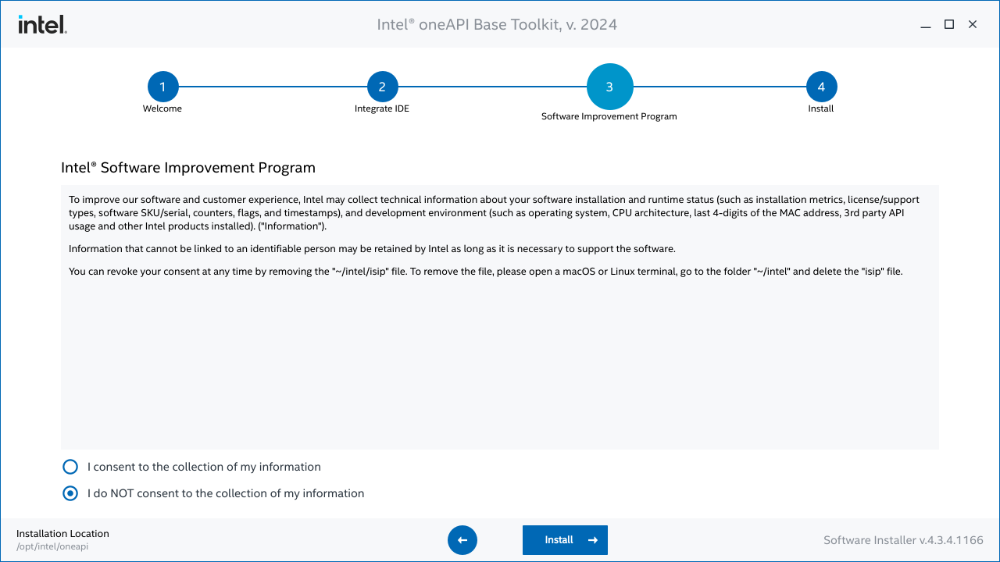 intel.
Intel® oneAPI Base Toolkit, v. 2024
1
2
3
4
Welcome
Integrate IDE
Software Improvement Program
Install
Intel® Software Improvement Program
To improve our software and customer experience, Intel may collect technical information about your software installation and runtime status (such as installation metrics, license/support
types, software SKU/serial, counters, flags, and timestamps), and development environment (such as operating system, CPU architecture, last 4-digits of the MAC address, 3rd party API
usage and other Intel products installed). ("Information").
Information that cannot be linked to an identifiable person may be retained by Intel as long as it is necessary to support the software.
You can revoke your consent at any time by removing the "~/intel/isip" file. To remove the file, please open a macOS or Linux terminal, go to the folder "~/intel" and delete the "isip" file.
I consent to the collection of my information
I do NOT consent to the collection of my information
Installation Location
/opt/intel/oneapi
Install
Software Installer v.4.3.4.1166